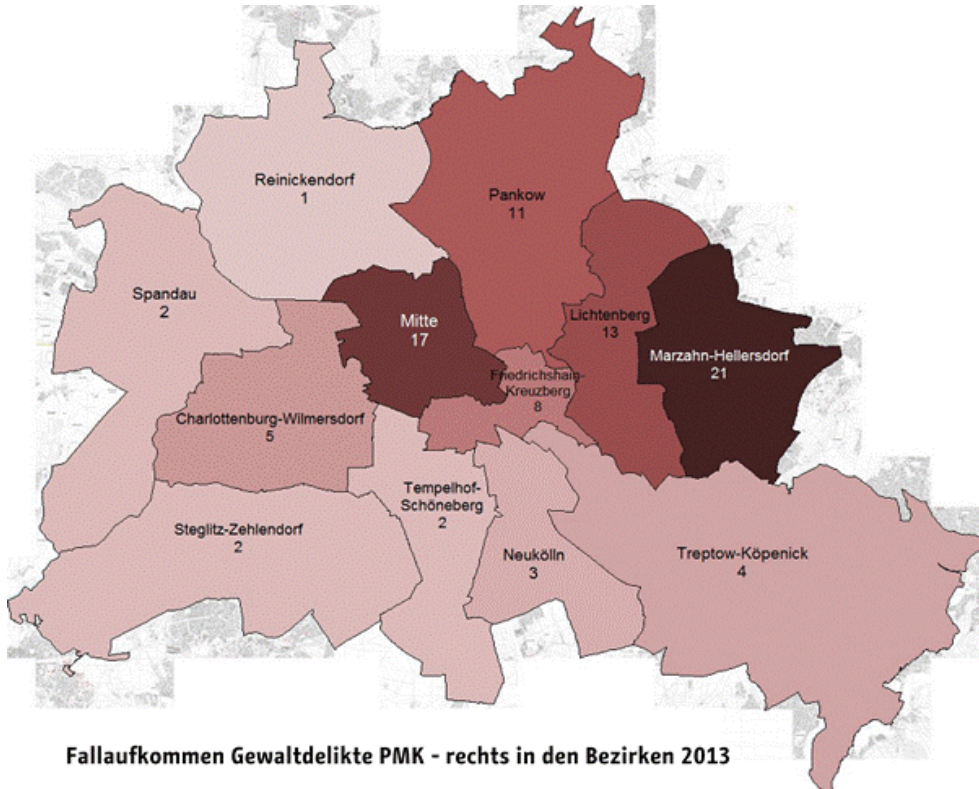 Reinickendorf
1
Pankow
11
Spandau
2
Mitte
17
Lichtenberg
13
Marzahn-Hellersdorf
21
Friedrichshain-
Kreuzberg
8
Charlottenburg-Wilmersdorf
5
Tempelhof-
Schöneberg
2
Steglitz-Zehlendorf
2
Neukölln
3
Treptow-Köpenick
4
Fallaufkommen Gewaltdelikte PMK - rechts in den Bezirken 2013